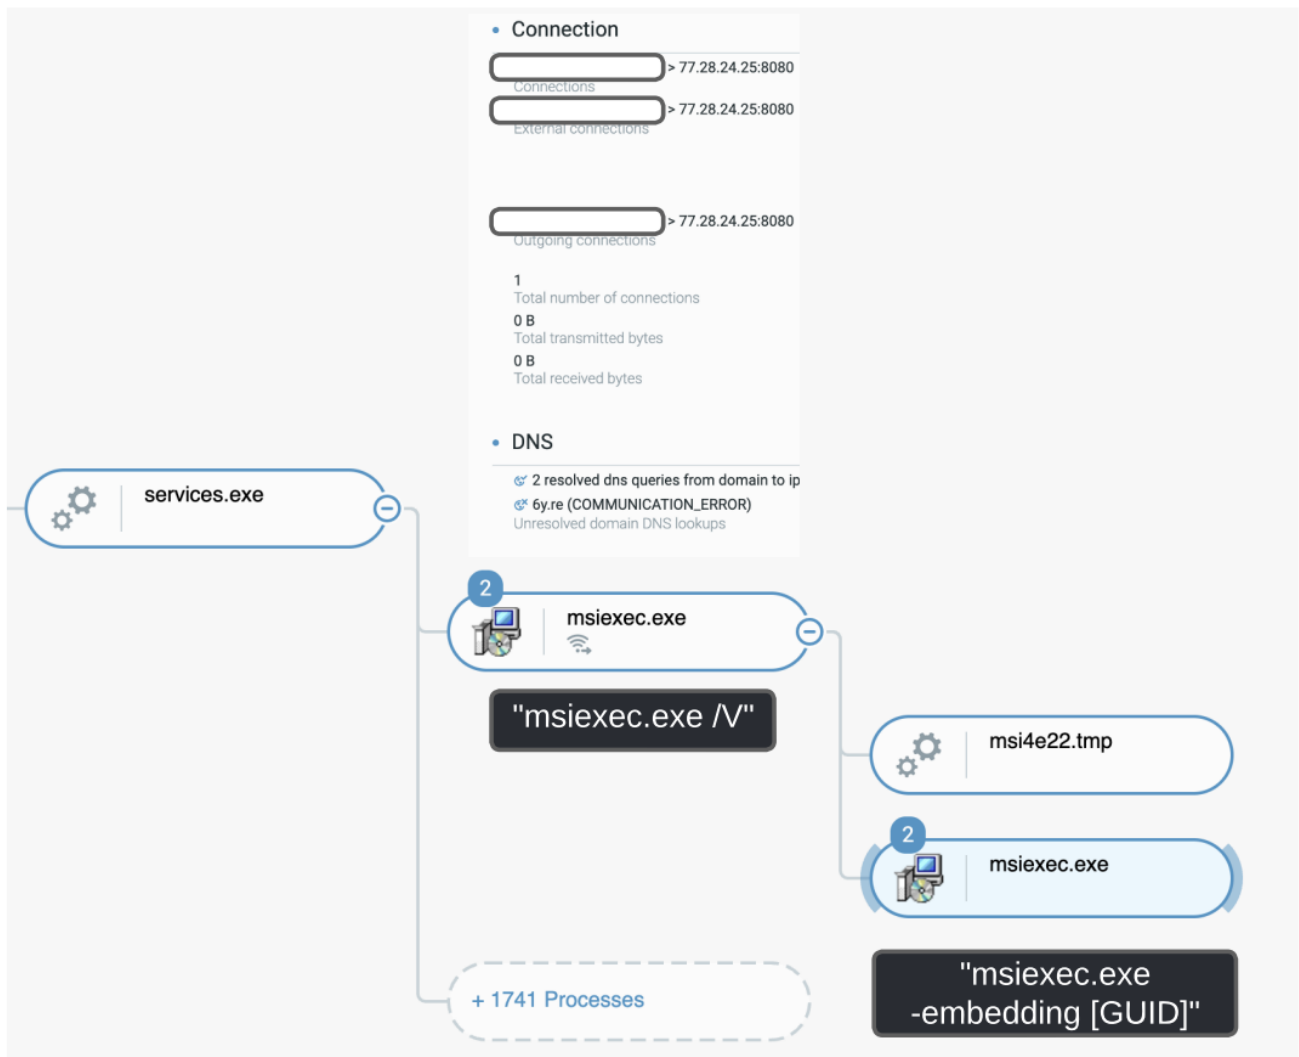 Connection
> 77.28.24.25:8080
Connections
> 77.28.24.25:8080
External connections
> 77.28.24.25:8080
Outgoing connections
1
Total number of connections
0 B
Total transmitted bytes
0 B
Total received bytes
DNS
2 resolved dns queries from domain to ip
6y.re (COMMUNICATION_ERROR)
Unresolved domain DNS lookups
services.exe
2
msiexec.exe
"msiexec.exe /V"
msi4e22.tmp
2
msiexec.exe
"msiexec.exe
-embedding [GUID]"
+ 1741 Processes